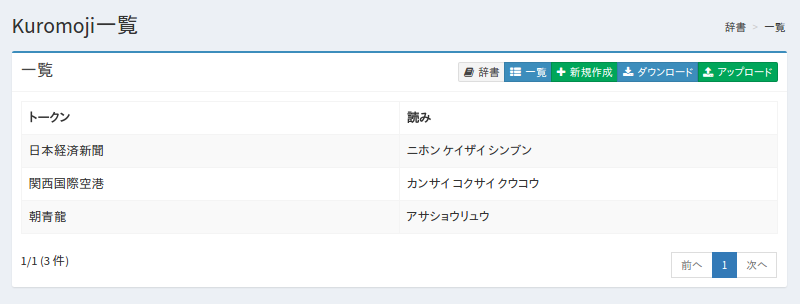 Kuromoji一覧
辞書 > 一覧
一覧
辞書 一覧 新規作成 ダウンロード アップロード
トークン 読み
日本経済新聞 ニホン ケイザイ シンブン
関西国際空港 カンサイ コクサイ クウコウ
朝青龍 アサショウリュウ
1/1 (3 件)
前へ 1 次へ